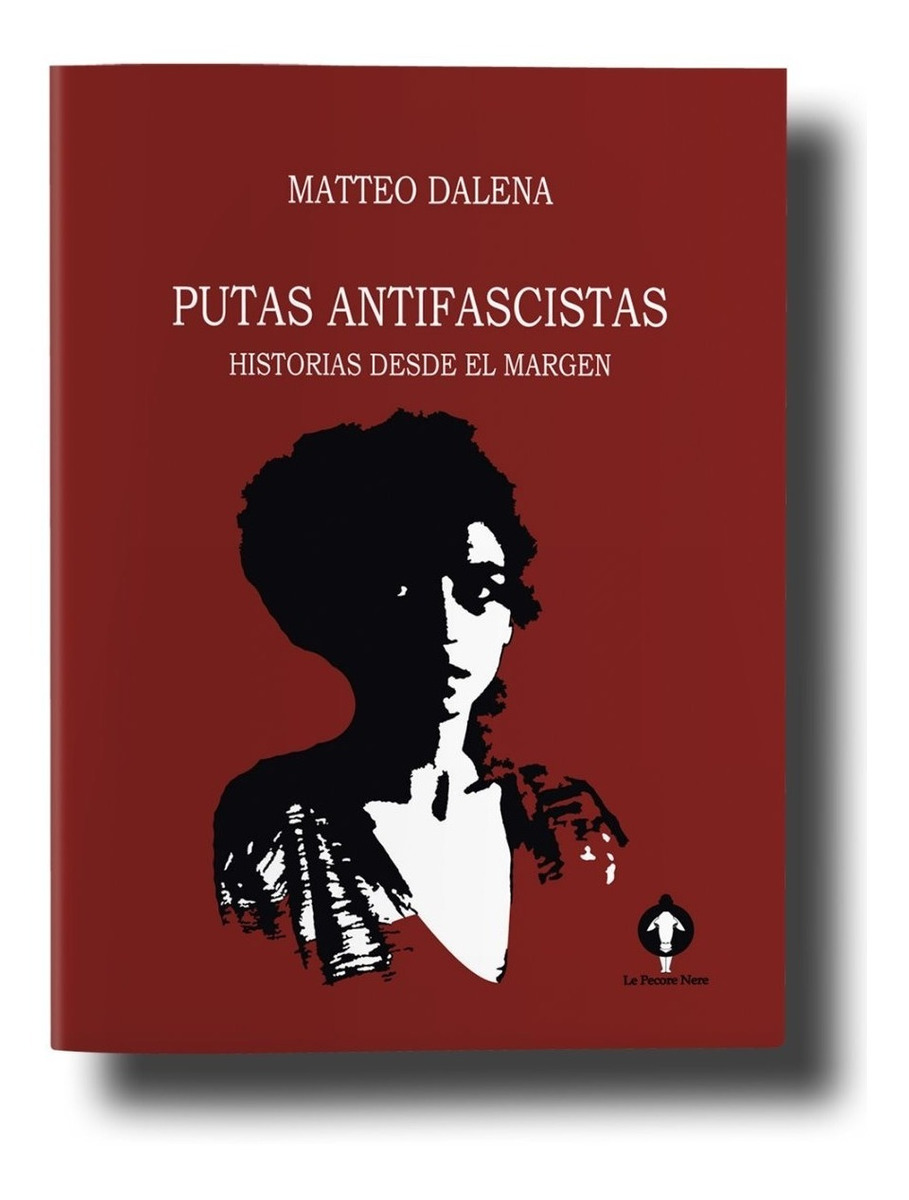 MATTEO DALENA
PUTAS ANTIFASCISTAS
HISTORIAS DESDE EL MARGEN
Le Pecore Nere